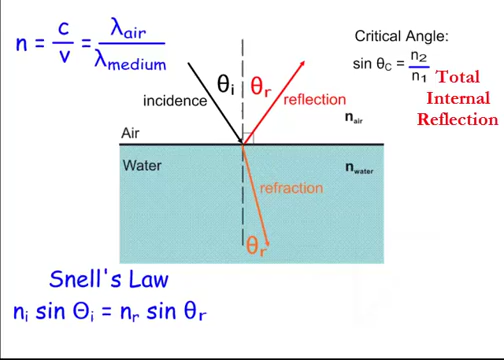 n = c/v = λair/λmedium
Critical Angle:
sin θC = n2/n1
Total
Internal
Reflection
θi
θr
incidence
reflection
nair
Air
Water
nwater
refraction
θr
Snell's Law
ni sin Θi = nr sin θr